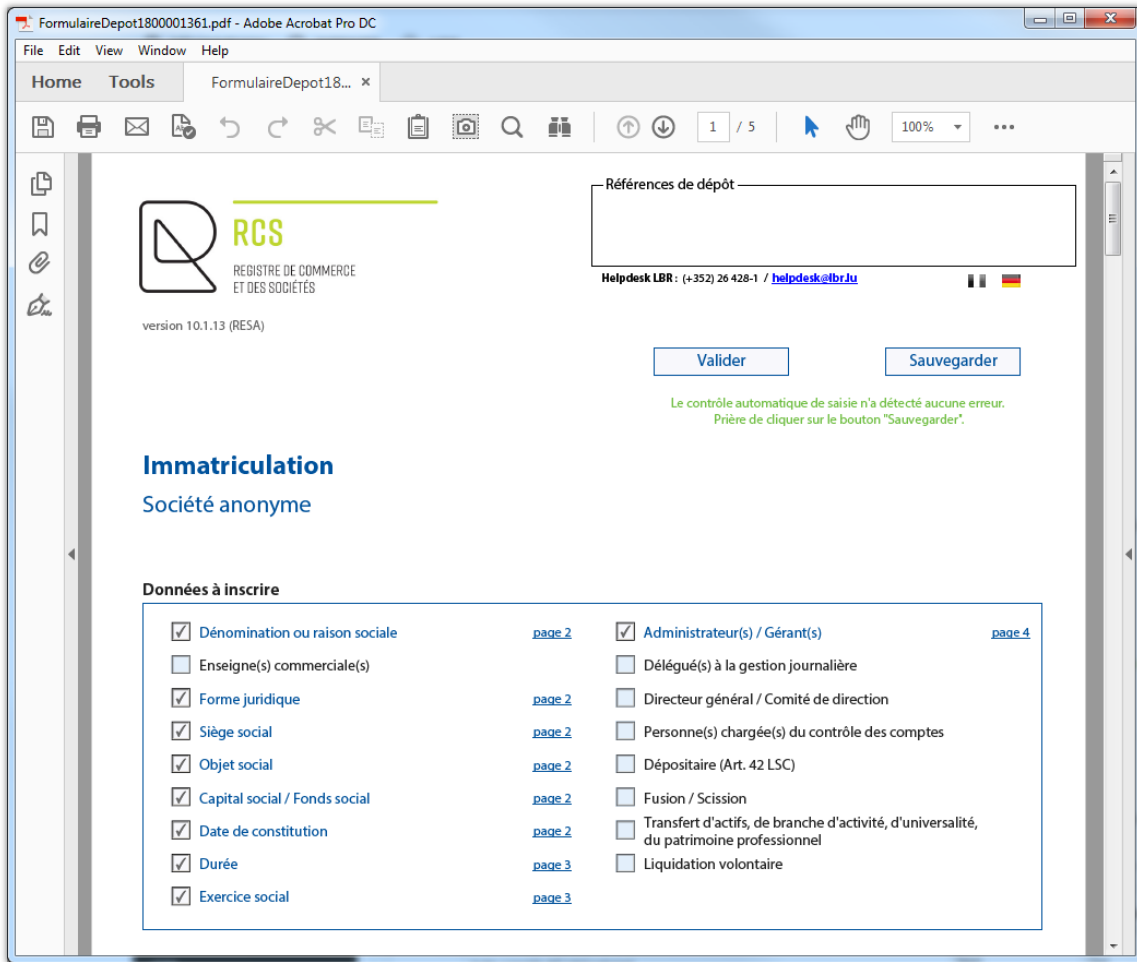 FormulaireDepot1800001361.pdf - Adobe Acrobat Pro DC
File Edit View Window Help
Home Tools FormulaireDepot18... ×
1 / 5 100%
Références de dépôt
RCS
REGISTRE DE COMMERCE
ET DES SOCIÉTÉS
Helpdesk LBR : (+352) 26 428-1 / helpdesk@lbr.lu
version 10.1.13 (RESA)
Valider Sauvegarder
Le contrôle automatique de saisie n'a détecté aucune erreur.
Prière de cliquer sur le bouton "Sauvegarder".
Immatriculation
Société anonyme
Données à inscrire
Dénomination ou raison sociale page 2
Enseigne(s) commerciale(s)
Forme juridique page 2
Siège social page 2
Objet social page 2
Capital social / Fonds social page 2
Date de constitution page 2
Durée page 3
Exercice social page 3
Administrateur(s) / Gérant(s) page 4
Délégué(s) à la gestion journalière
Directeur général / Comité de direction
Personne(s) chargée(s) du contrôle des comptes
Dépositaire (Art. 42 LSC)
Fusion / Scission
Transfert d'actifs, de branche d'activité, d'universalité,
du patrimoine professionnel
Liquidation volontaire